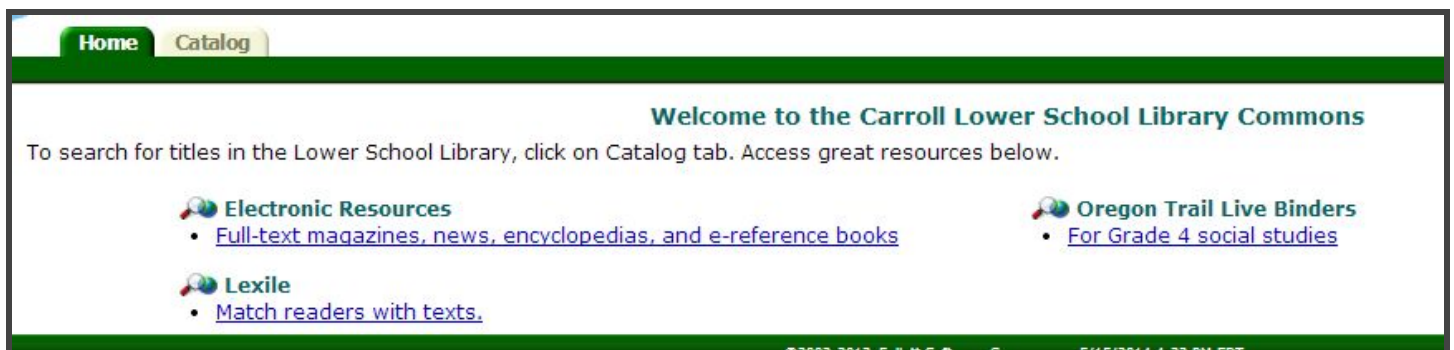 Home Catalog
Welcome to the Carroll Lower School Library Commons
To search for titles in the Lower School Library, click on Catalog tab. Access great resources below.
Electronic Resources
• Full-text magazines, news, encyclopedias, and e-reference books
Oregon Trail Live Binders
• For Grade 4 social studies
Lexile
• Match readers with texts.